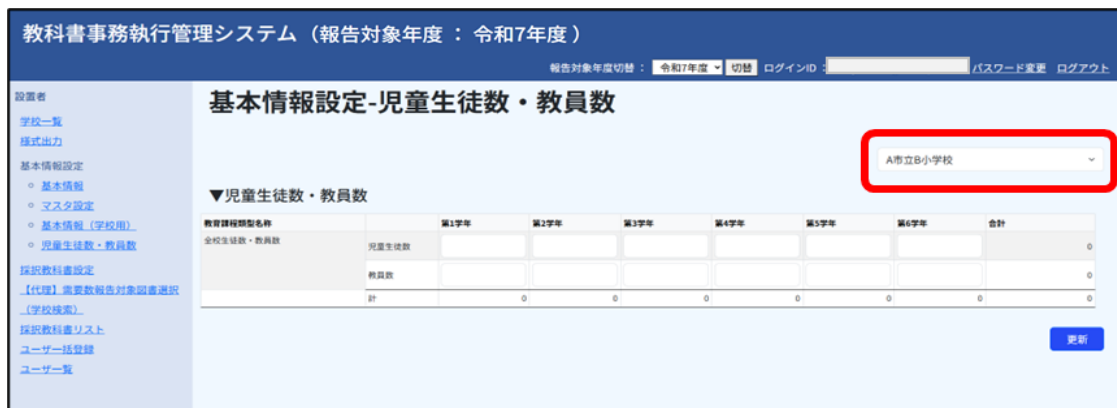 教科書事務執行管理システム（報告対象年度 ： 令和7年度 ）
報告対象年度切替 ： 令和7年度 切替 ログインID : パスワード変更 ログアウト
設置者
学校一覧
様式出力
基本情報設定
基本情報
マスタ設定
基本情報（学校用）
児童生徒数・教員数
採択教科書設定
【代理】需要数報告対象図書選択
（学校検索）
採択教科書リスト
ユーザー括登録
ユーザー覧
基本情報設定-児童生徒数・教員数
A市立B小学校
▼児童生徒数・教員数
教育課程類型名称 第1学年 第2学年 第3学年 第4学年 第5学年 第6学年 合計
全校生徒数・教員数 児童生徒数 0
教員数 0
計 0 0 0 0 0 0 0
更新